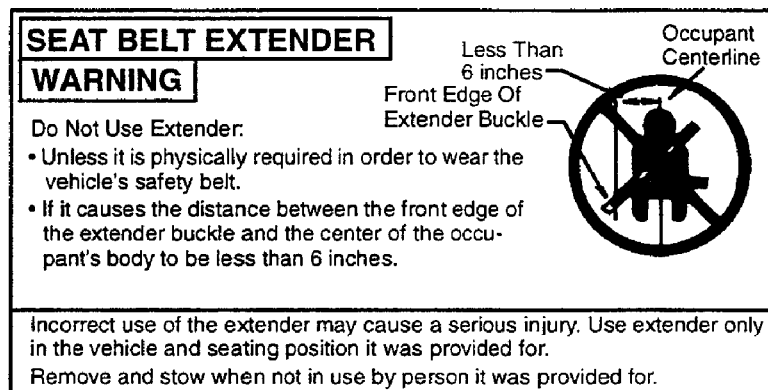 SEAT BELT EXTENDER
WARNING
Less Than
6 inches
Occupant
Centerline
Front Edge Of
Extender Buckle
Do Not Use Extender:
• Unless it is physically required in order to wear the
vehicle's safety belt.
• If it causes the distance between the front edge of
the extender buckle and the center of the occu-
pant's body to be less than 6 inches.
Incorrect use of the extender may cause a serious injury. Use extender only
in the vehicle and seating position it was provided for.
Remove and stow when not in use by person it was provided for.